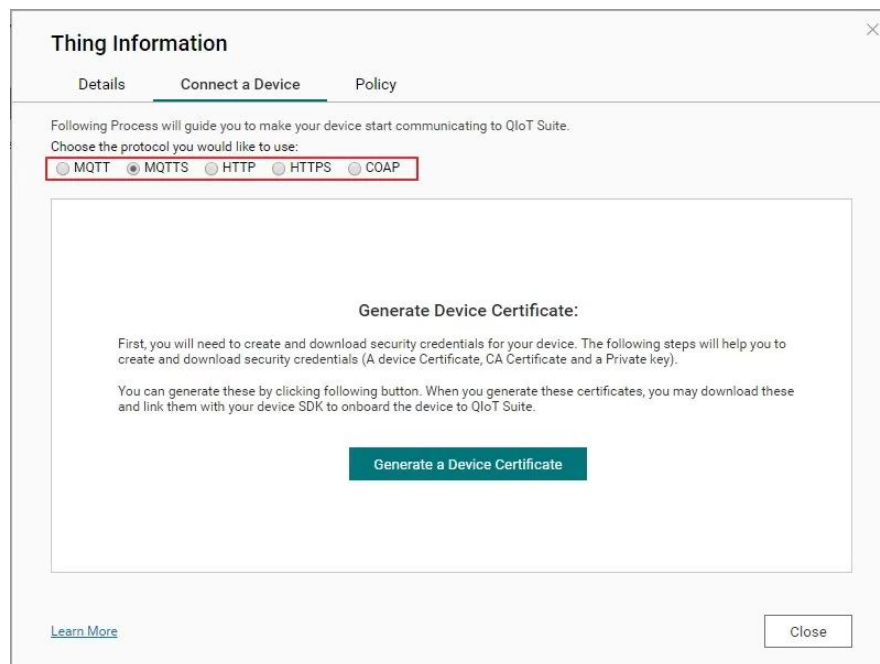 Thing Information
Details Connect a Device Policy
Following Process will guide you to make your device start communicating to QIoT Suite.
Choose the protocol you would like to use:
MQTT MQTTS HTTP HTTPS COAP
Generate Device Certificate:
First, you will need to create and download security credentials for your device. The following steps will help you to
create and download security credentials (A device Certificate, CA Certificate and a Private key).
You can generate these by clicking following button. When you generate these certificates, you may download these
and link them with your device SDK to onboard the device to QIoT Suite.
Generate a Device Certificate
Learn More Close